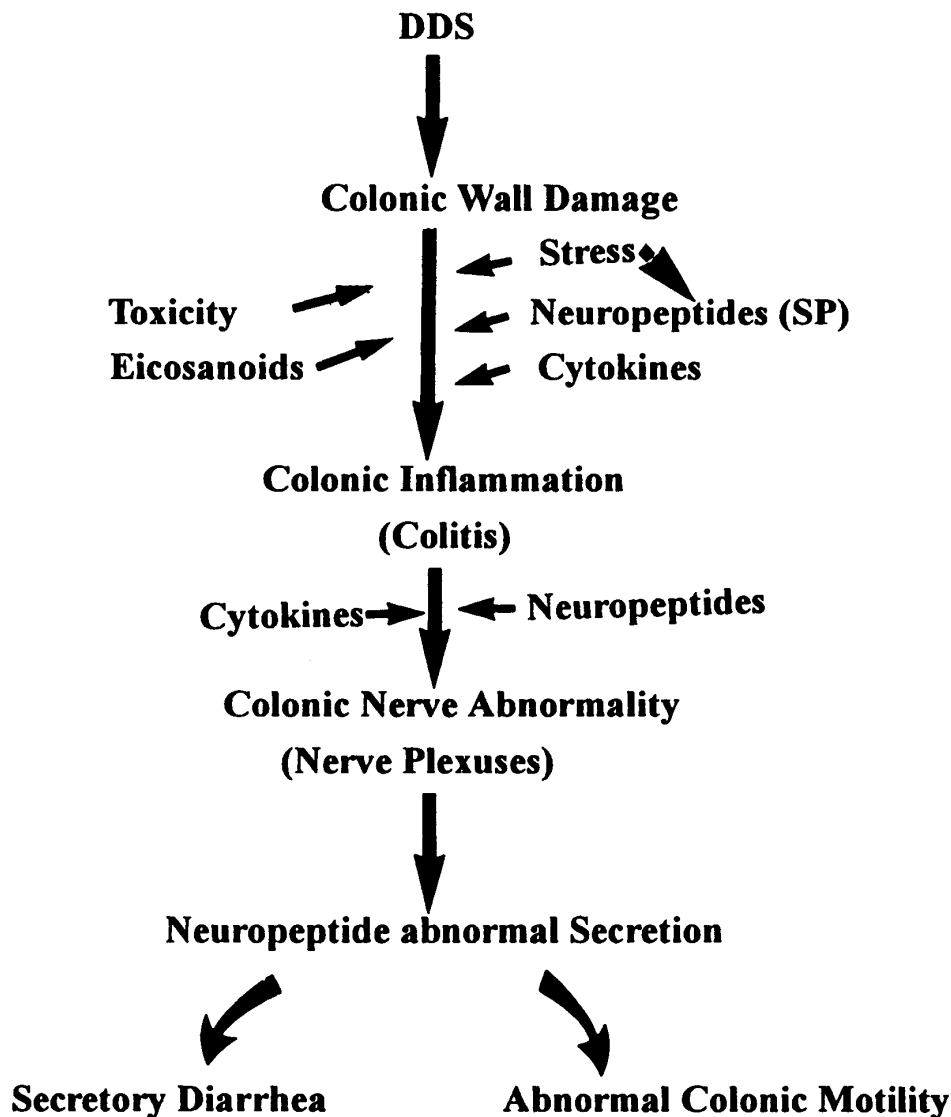 DDS
Colonic Wall Damage
Stress
Toxicity
Neuropeptides (SP)
Eicosanoids
Cytokines
Colonic Inflammation
(Colitis)
Cytokines
Neuropeptides
Colonic Nerve Abnormality
(Nerve Plexuses)
Neuropeptide abnormal Secretion
Secretory Diarrhea
Abnormal Colonic Motility